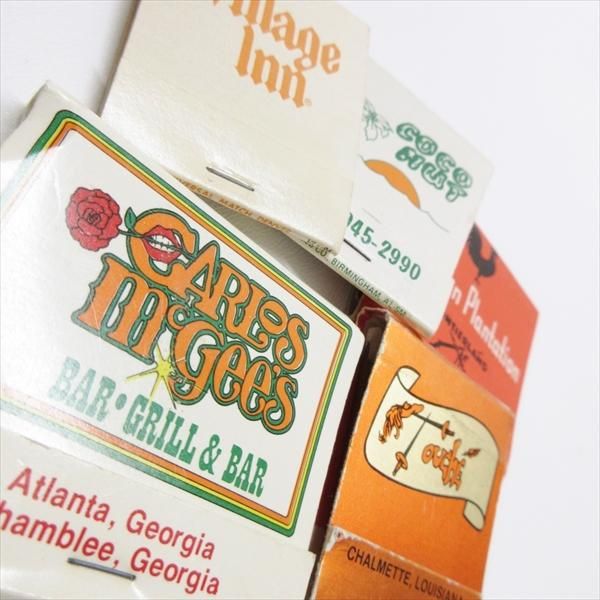 Village
Inn®
COCO
945-2990
BIRMINGHAM, AL
CARLOS
McGEE'S
BAR • GRILL & BAR
Atlanta, Georgia
Chamblee, Georgia
Plantation
Touché
CHALMETTE, LOUISIANA